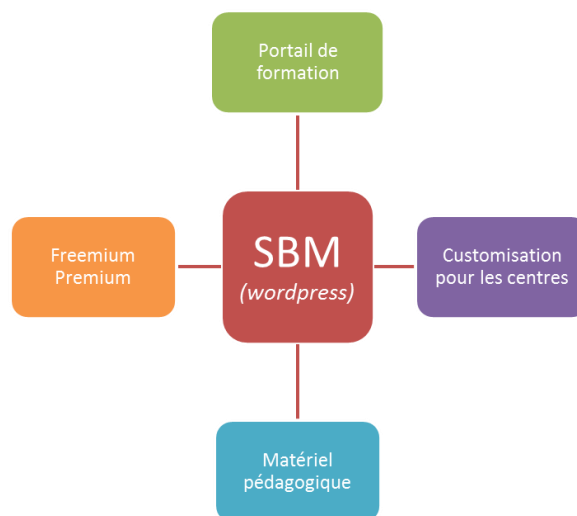 Portail de
formation
Freemium
Premium
SBM
(wordpress)
Customisation
pour les centres
Matériel
pédagogique